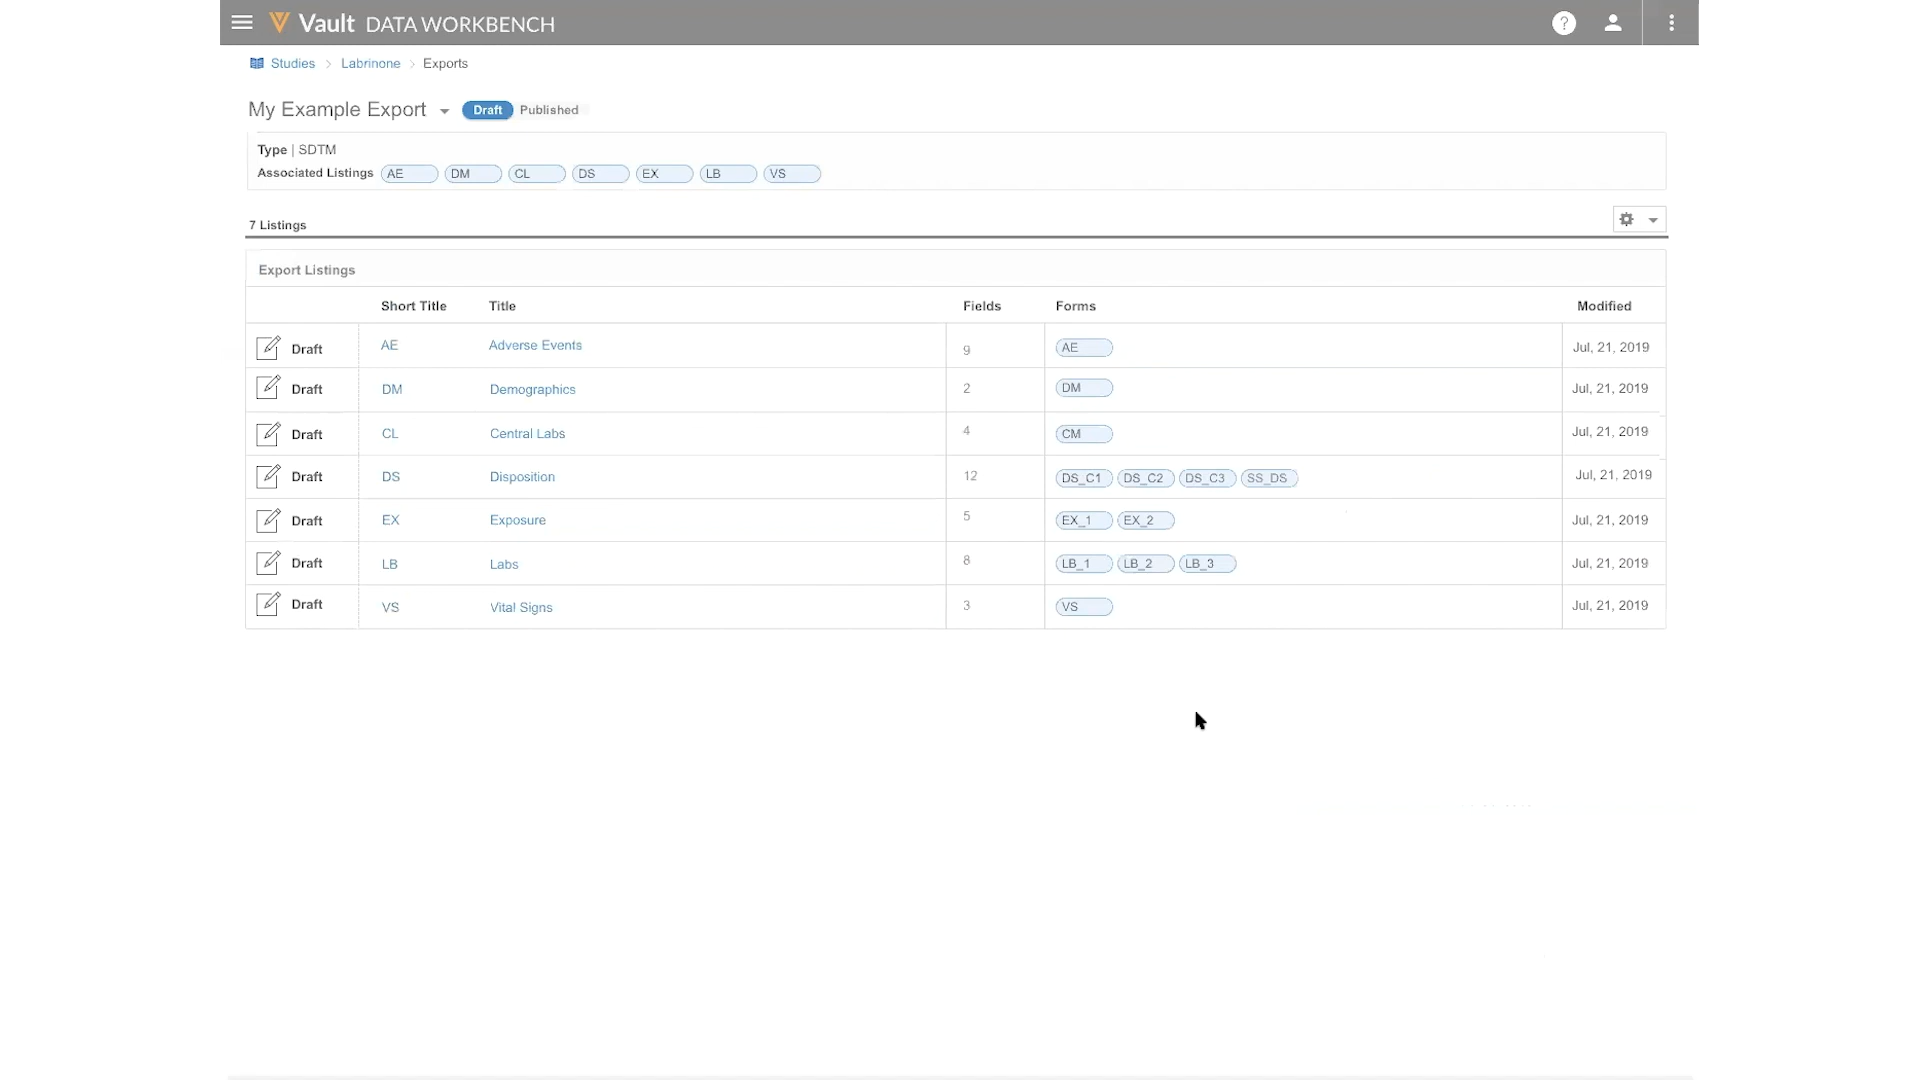 Vault DATA WORKBENCH ?
Studies > Labrinone > Exports
My Example Export Draft Published
Type | SDTM
Associated Listings AE DM CL DS EX LB VS
7 Listings
Export Listings
Short Title Title Fields Forms Modified
Draft AE Adverse Events 9 AE Jul, 21, 2019
Draft DM Demographics 2 DM Jul, 21, 2019
Draft CL Central Labs 4 CM Jul, 21, 2019
Draft DS Disposition 12 DS_C1 DS_C2 DS_C3 SS_DS Jul, 21, 2019
Draft EX Exposure 5 EX_1 EX_2 Jul, 21, 2019
Draft LB Labs 8 LB_1 LB_2 LB_3 Jul, 21, 2019
Draft VS Vital Signs 3 VS Jul, 21, 2019